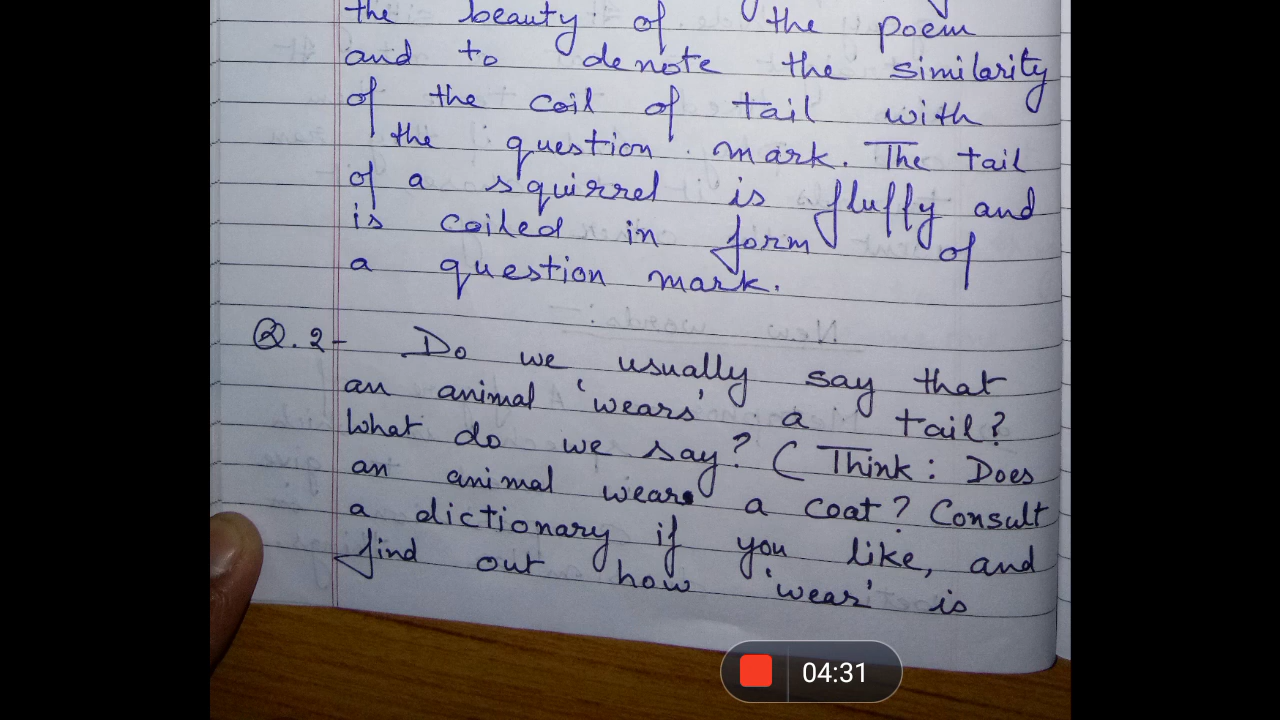 the beauty of the poem
and to denote the similarity
of the coil of tail with
the question mark. The tail
of a squirrel is fluffy and
is coiled in form of
a question mark.
Q.2- Do we usually say that
an animal 'wears' a tail?
What do we say? (Think: Does
an animal wear a coat? Consult
a dictionary if you like, and
find out how 'wear' is
04:31